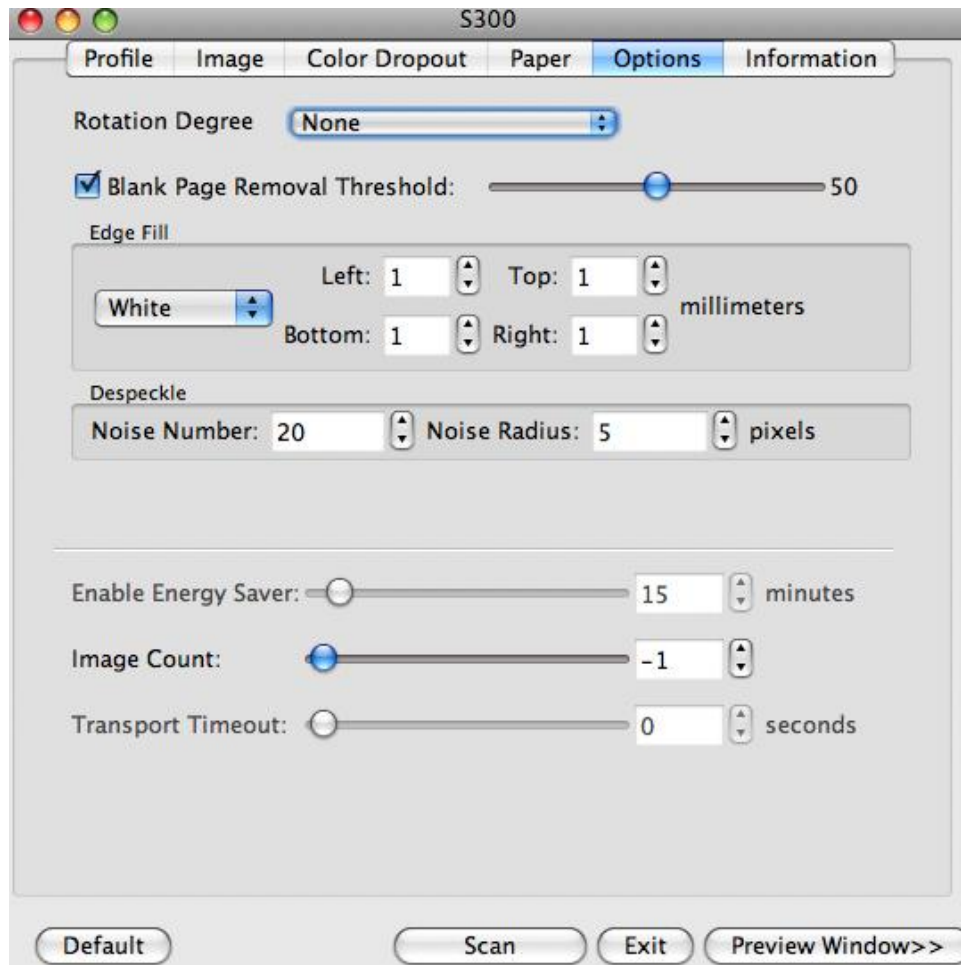 S300
Profile Image Color Dropout Paper Options Information
Rotation Degree None
Blank Page Removal Threshold: 50
Edge Fill
White Left: 1 Top: 1 millimeters
Bottom: 1 Right: 1
Despeckle
Noise Number: 20 Noise Radius: 5 pixels
Enable Energy Saver: 15 minutes
Image Count: -1
Transport Timeout: 0 seconds
Default Scan Exit Preview Window>>